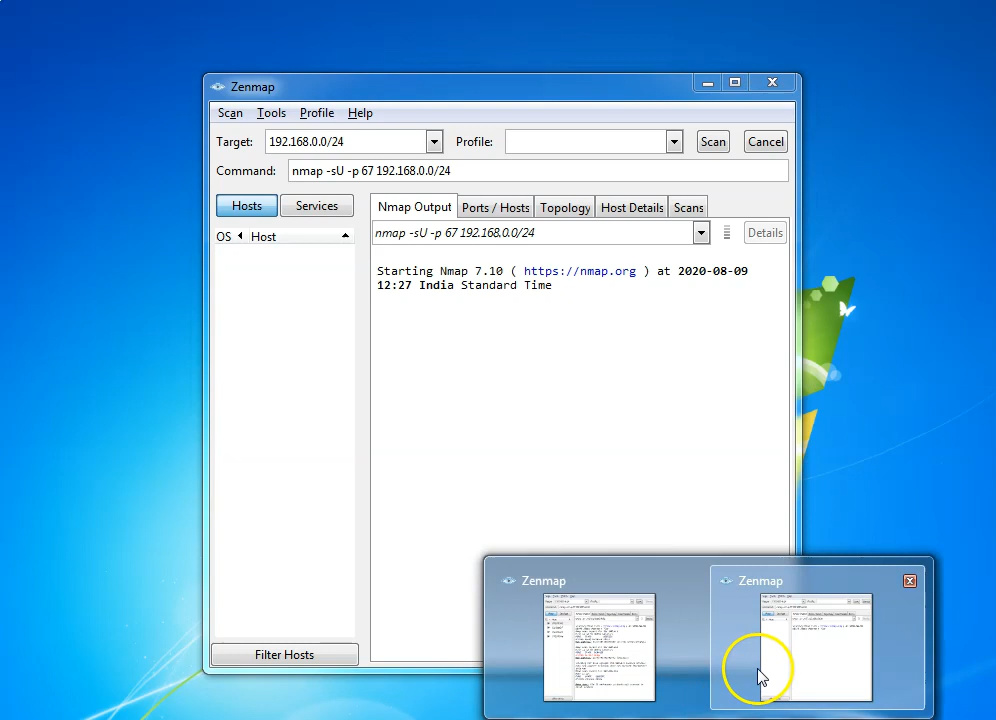 Zenmap
Scan Tools Profile Help
Target: 192.168.0.0/24 Profile: Scan Cancel
Command: nmap -sU -p 67 192.168.0.0/24
Hosts Services Nmap Output Ports / Hosts Topology Host Details Scans
OS Host
nmap -sU -p 67 192.168.0.0/24 Details
Starting Nmap 7.10 ( https://nmap.org ) at 2020-08-09
12:27 India Standard Time
Filter Hosts
Zenmap Zenmap